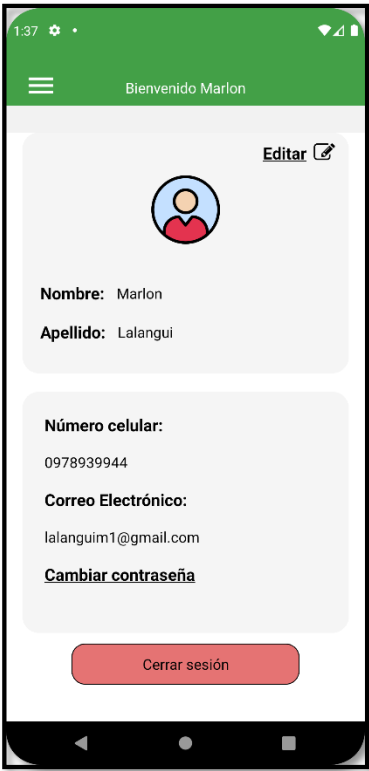 1:37
Bienvenido Marlon
Editar
Nombre: Marlon
Apellido: Lalangui
Número celular:
0978939944
Correo Electrónico:
lalanguim1@gmail.com
Cambiar contraseña
Cerrar sesión